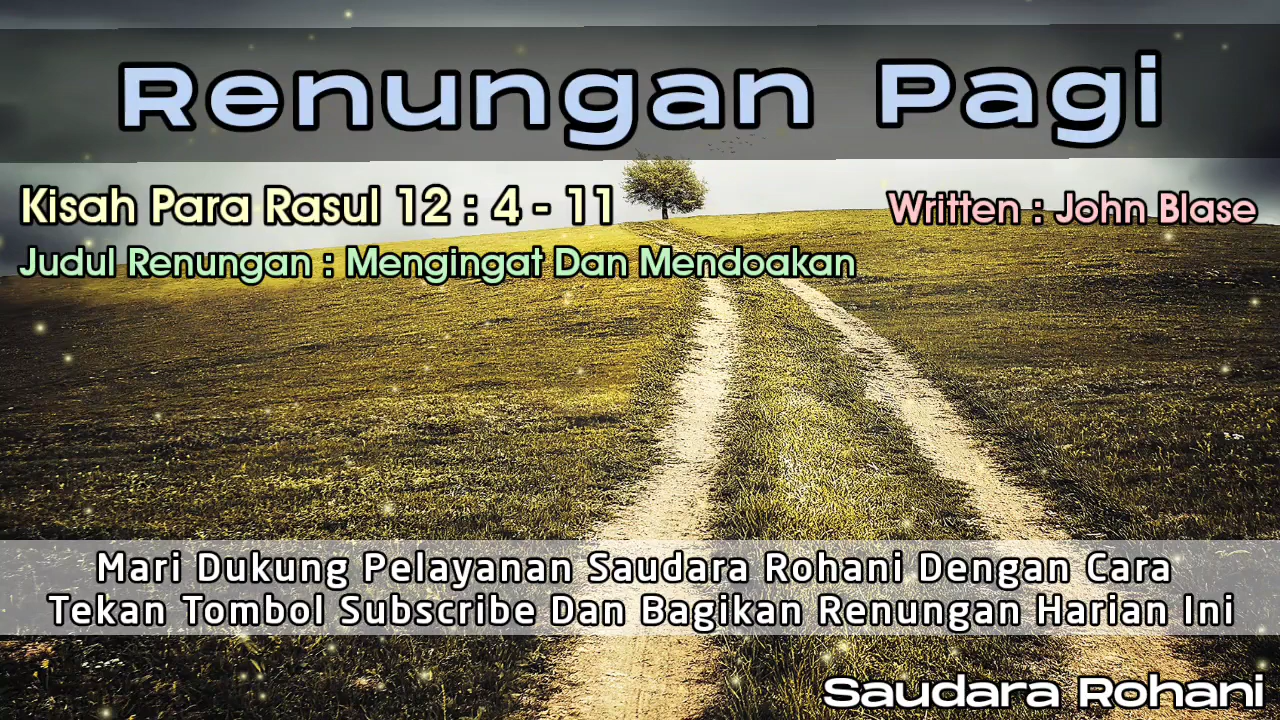 Renungan Pagi
Kisah Para Rasul 12 : 4 - 11
Written : John Blase
Judul Renungan : Mengingat Dan Mendoakan
Mari Dukung Pelayanan Saudara Rohani Dengan Cara
Tekan Tombol Subscribe Dan Bagikan Renungan Harian Ini
Saudara Rohani